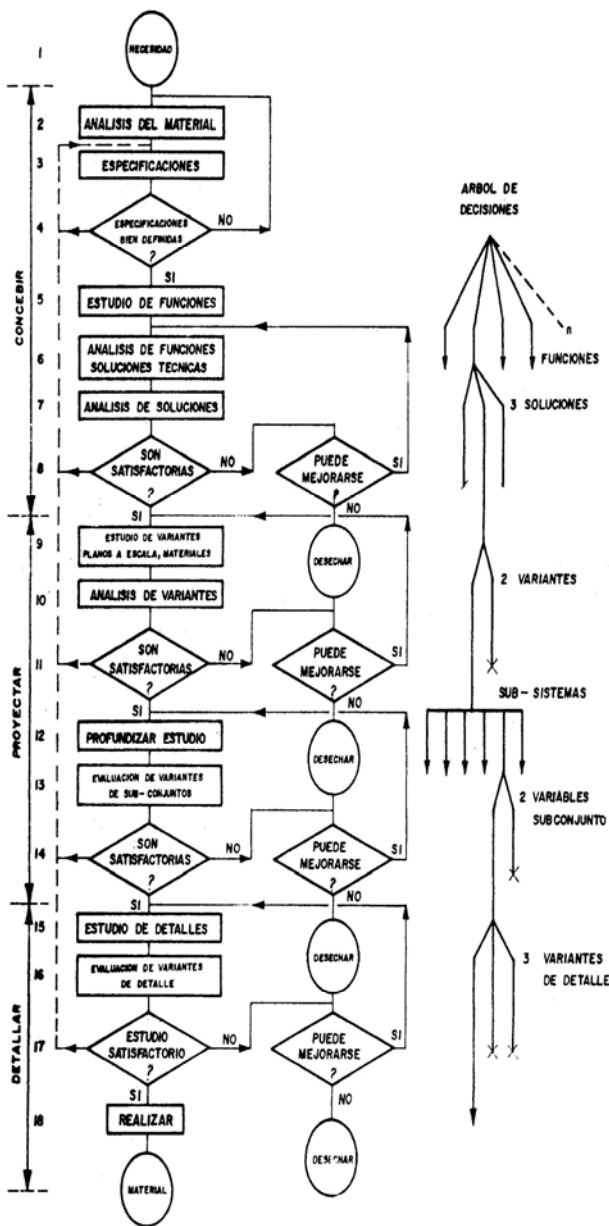 1
NECESIDAD
2
ANALISIS DEL MATERIAL
3
ESPECIFICACIONES
4
ESPECIFICACIONES
BIEN DEFINIDAS
?
NO
SI
5
ESTUDIO DE FUNCIONES
6
ANALISIS DE FUNCIONES
SOLUCIONES TECNICAS
7
ANALISIS DE SOLUCIONES
8
SON
SATISFACTORIAS
?
NO
PUEDE
MEJORARSE
?
SI
SI
NO
CONCEBIR
9
ESTUDIO DE VARIANTES
PLANOS A ESCALA, MATERIALES
DESECHAR
10
ANALISIS DE VARIANTES
11
SON
SATISFACTORIAS
?
NO
PUEDE
MEJORARSE
?
SI
SI
NO
12
PROFUNDIZAR ESTUDIO
DESECHAR
13
EVALUACION DE VARIANTES
DE SUB-CONJUNTOS
14
SON
SATISFACTORIAS
?
NO
PUEDE
MEJORARSE
?
SI
SI
NO
PROYECTAR
15
ESTUDIO DE DETALLES
DESECHAR
16
EVALUACION DE VARIANTES
DE DETALLE
17
ESTUDIO
SATISFACTORIO
?
NO
PUEDE
MEJORARSE
?
SI
SI
NO
18
REALIZAR
DESECHAR
MATERIAL
DETALLAR
ARBOL DE
DECISIONES
n
FUNCIONES
3 SOLUCIONES
2 VARIANTES
SUB-SISTEMAS
2 VARIABLES
SUBCONJUNTO
3 VARIANTES
DE DETALLE